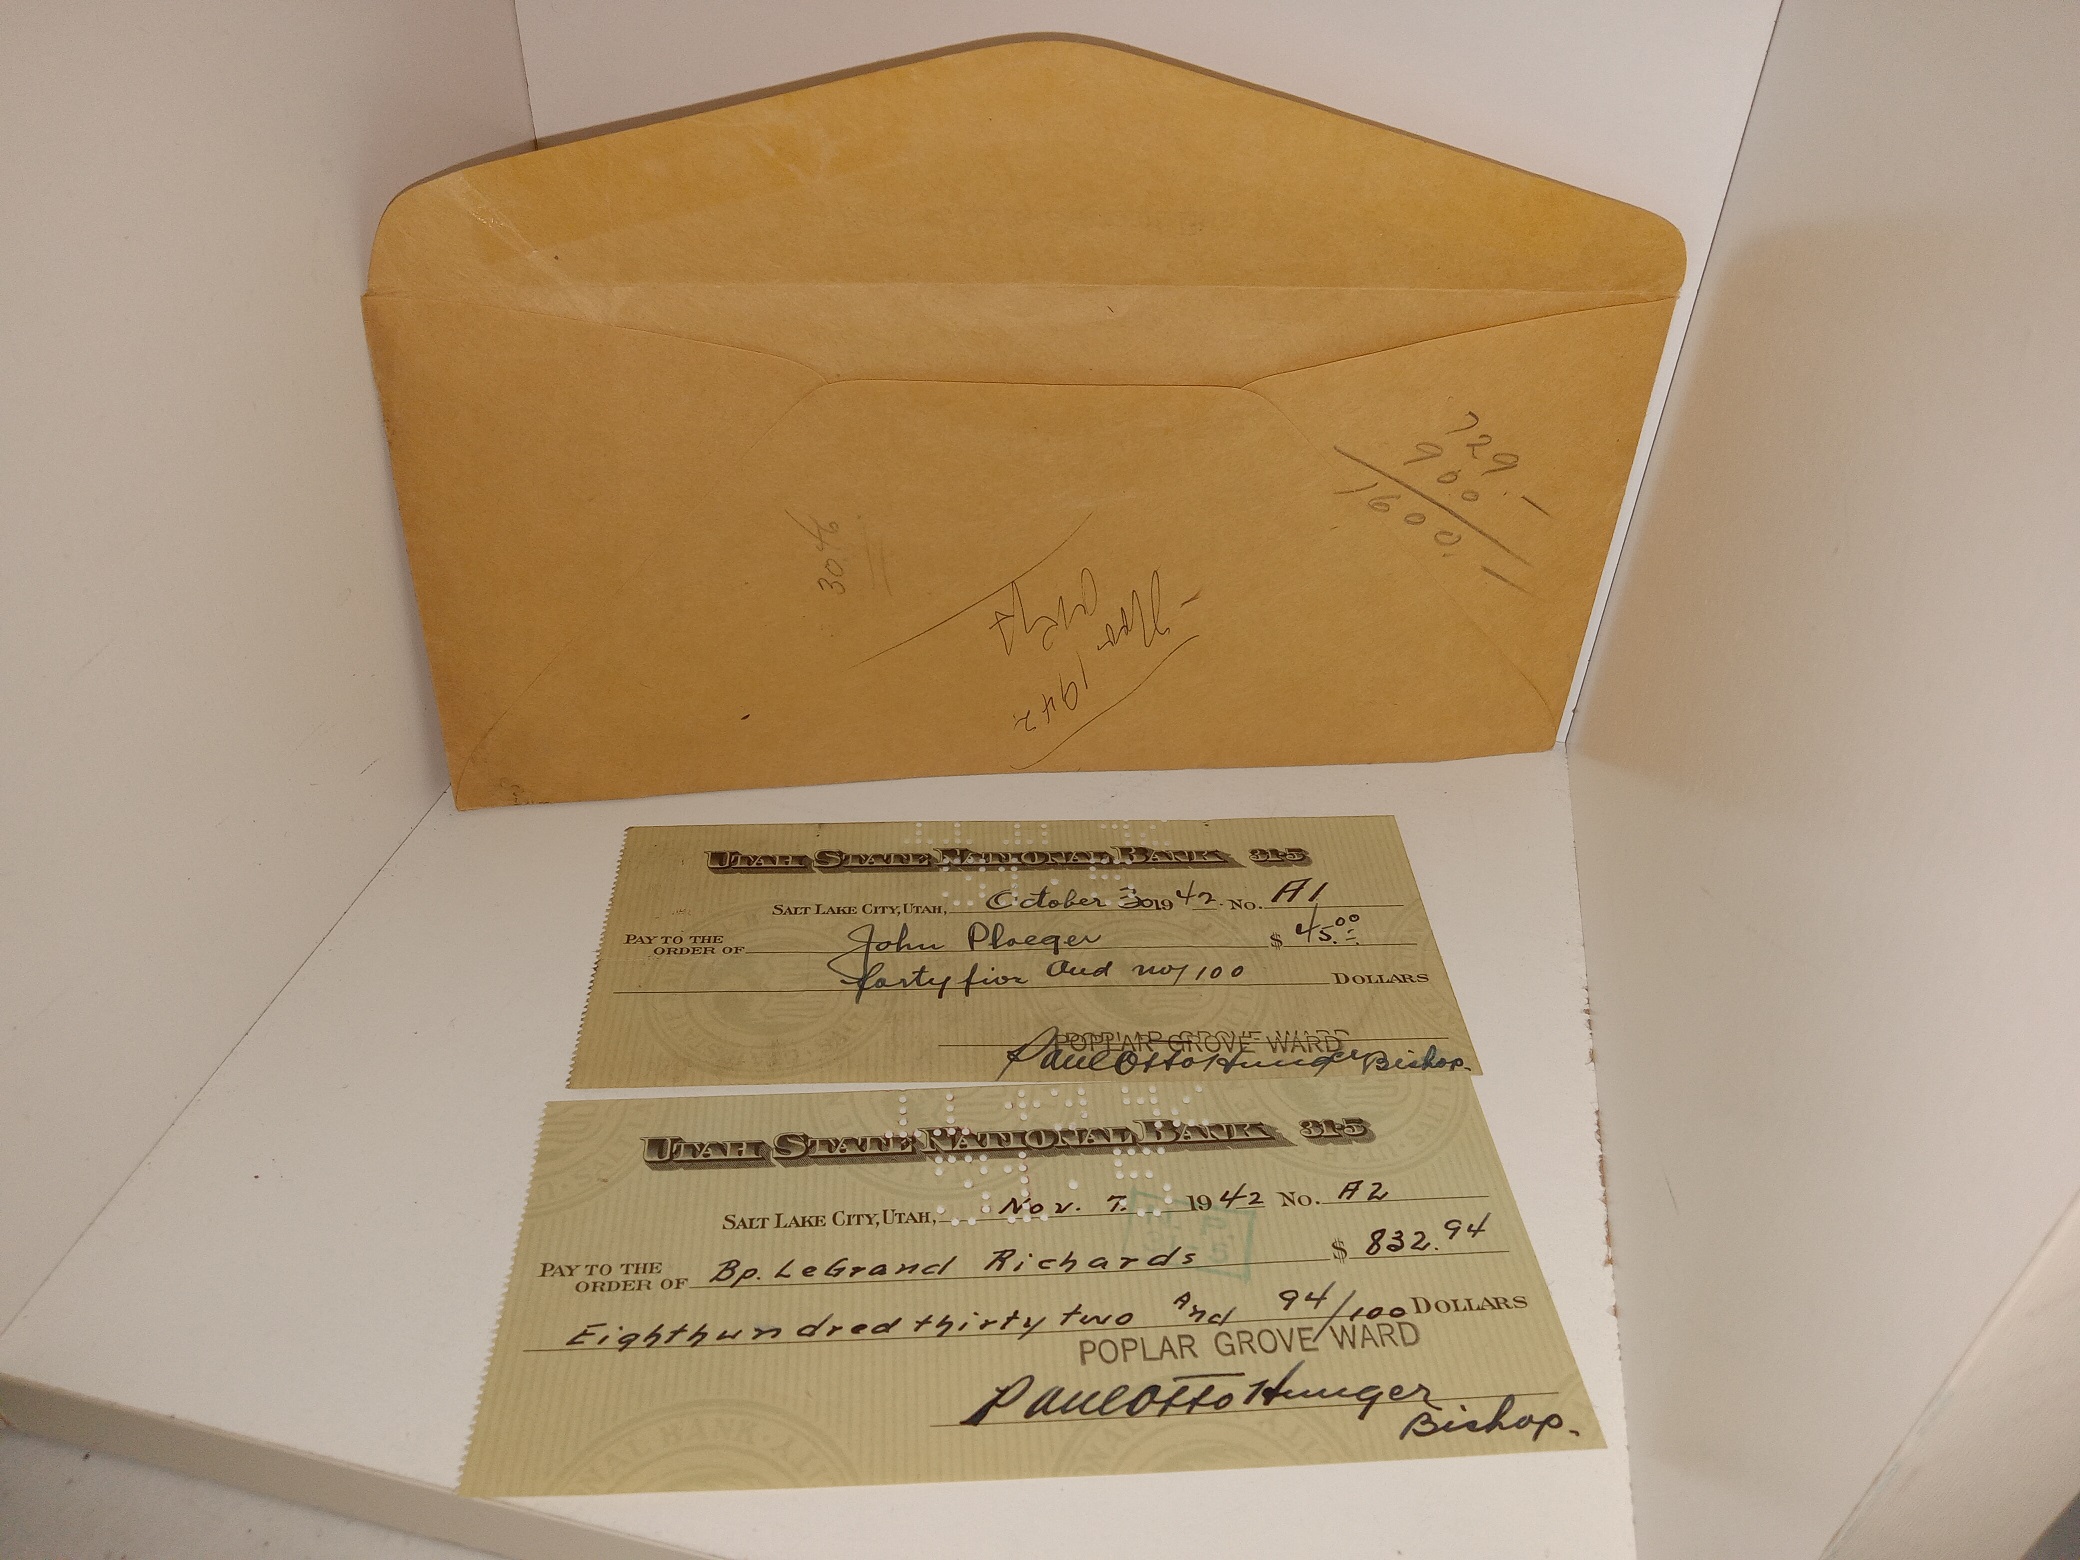 729
900.-
1600.
30%
Nov
1942
UTAH STATE NATIONAL BANK 31-5
SALT LAKE CITY, UTAH, October 30 1942. No. A1
PAY TO THE ORDER OF John Ploeger $45.00
forty five and no/100 DOLLARS
POPLAR GROVE WARD
Paul Otto Hunger Bishop.
UTAH STATE NATIONAL BANK 31-5
SALT LAKE CITY, UTAH, Nov. 7. 1942 No. A2
PAY TO THE ORDER OF Bp. LeGrand Richards $832.94
Eighthundred thirty two And 94/100 DOLLARS
POPLAR GROVE WARD
Paul Otto Hunger
Bishop.